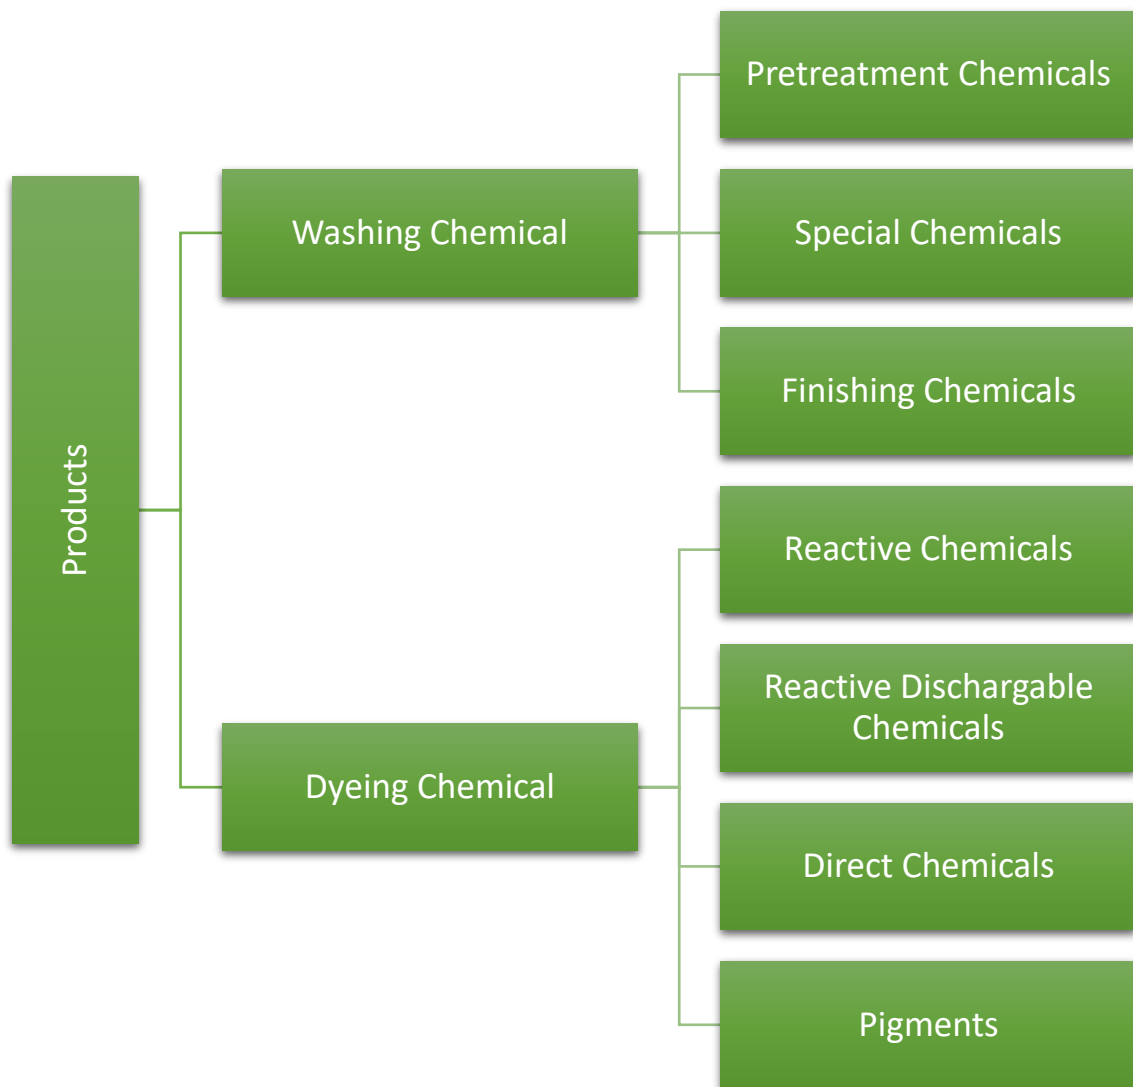 Products
Washing Chemical
Pretreatment Chemicals
Special Chemicals
Finishing Chemicals
Dyeing Chemical
Reactive Chemicals
Reactive Dischargable
Chemicals
Direct Chemicals
Pigments